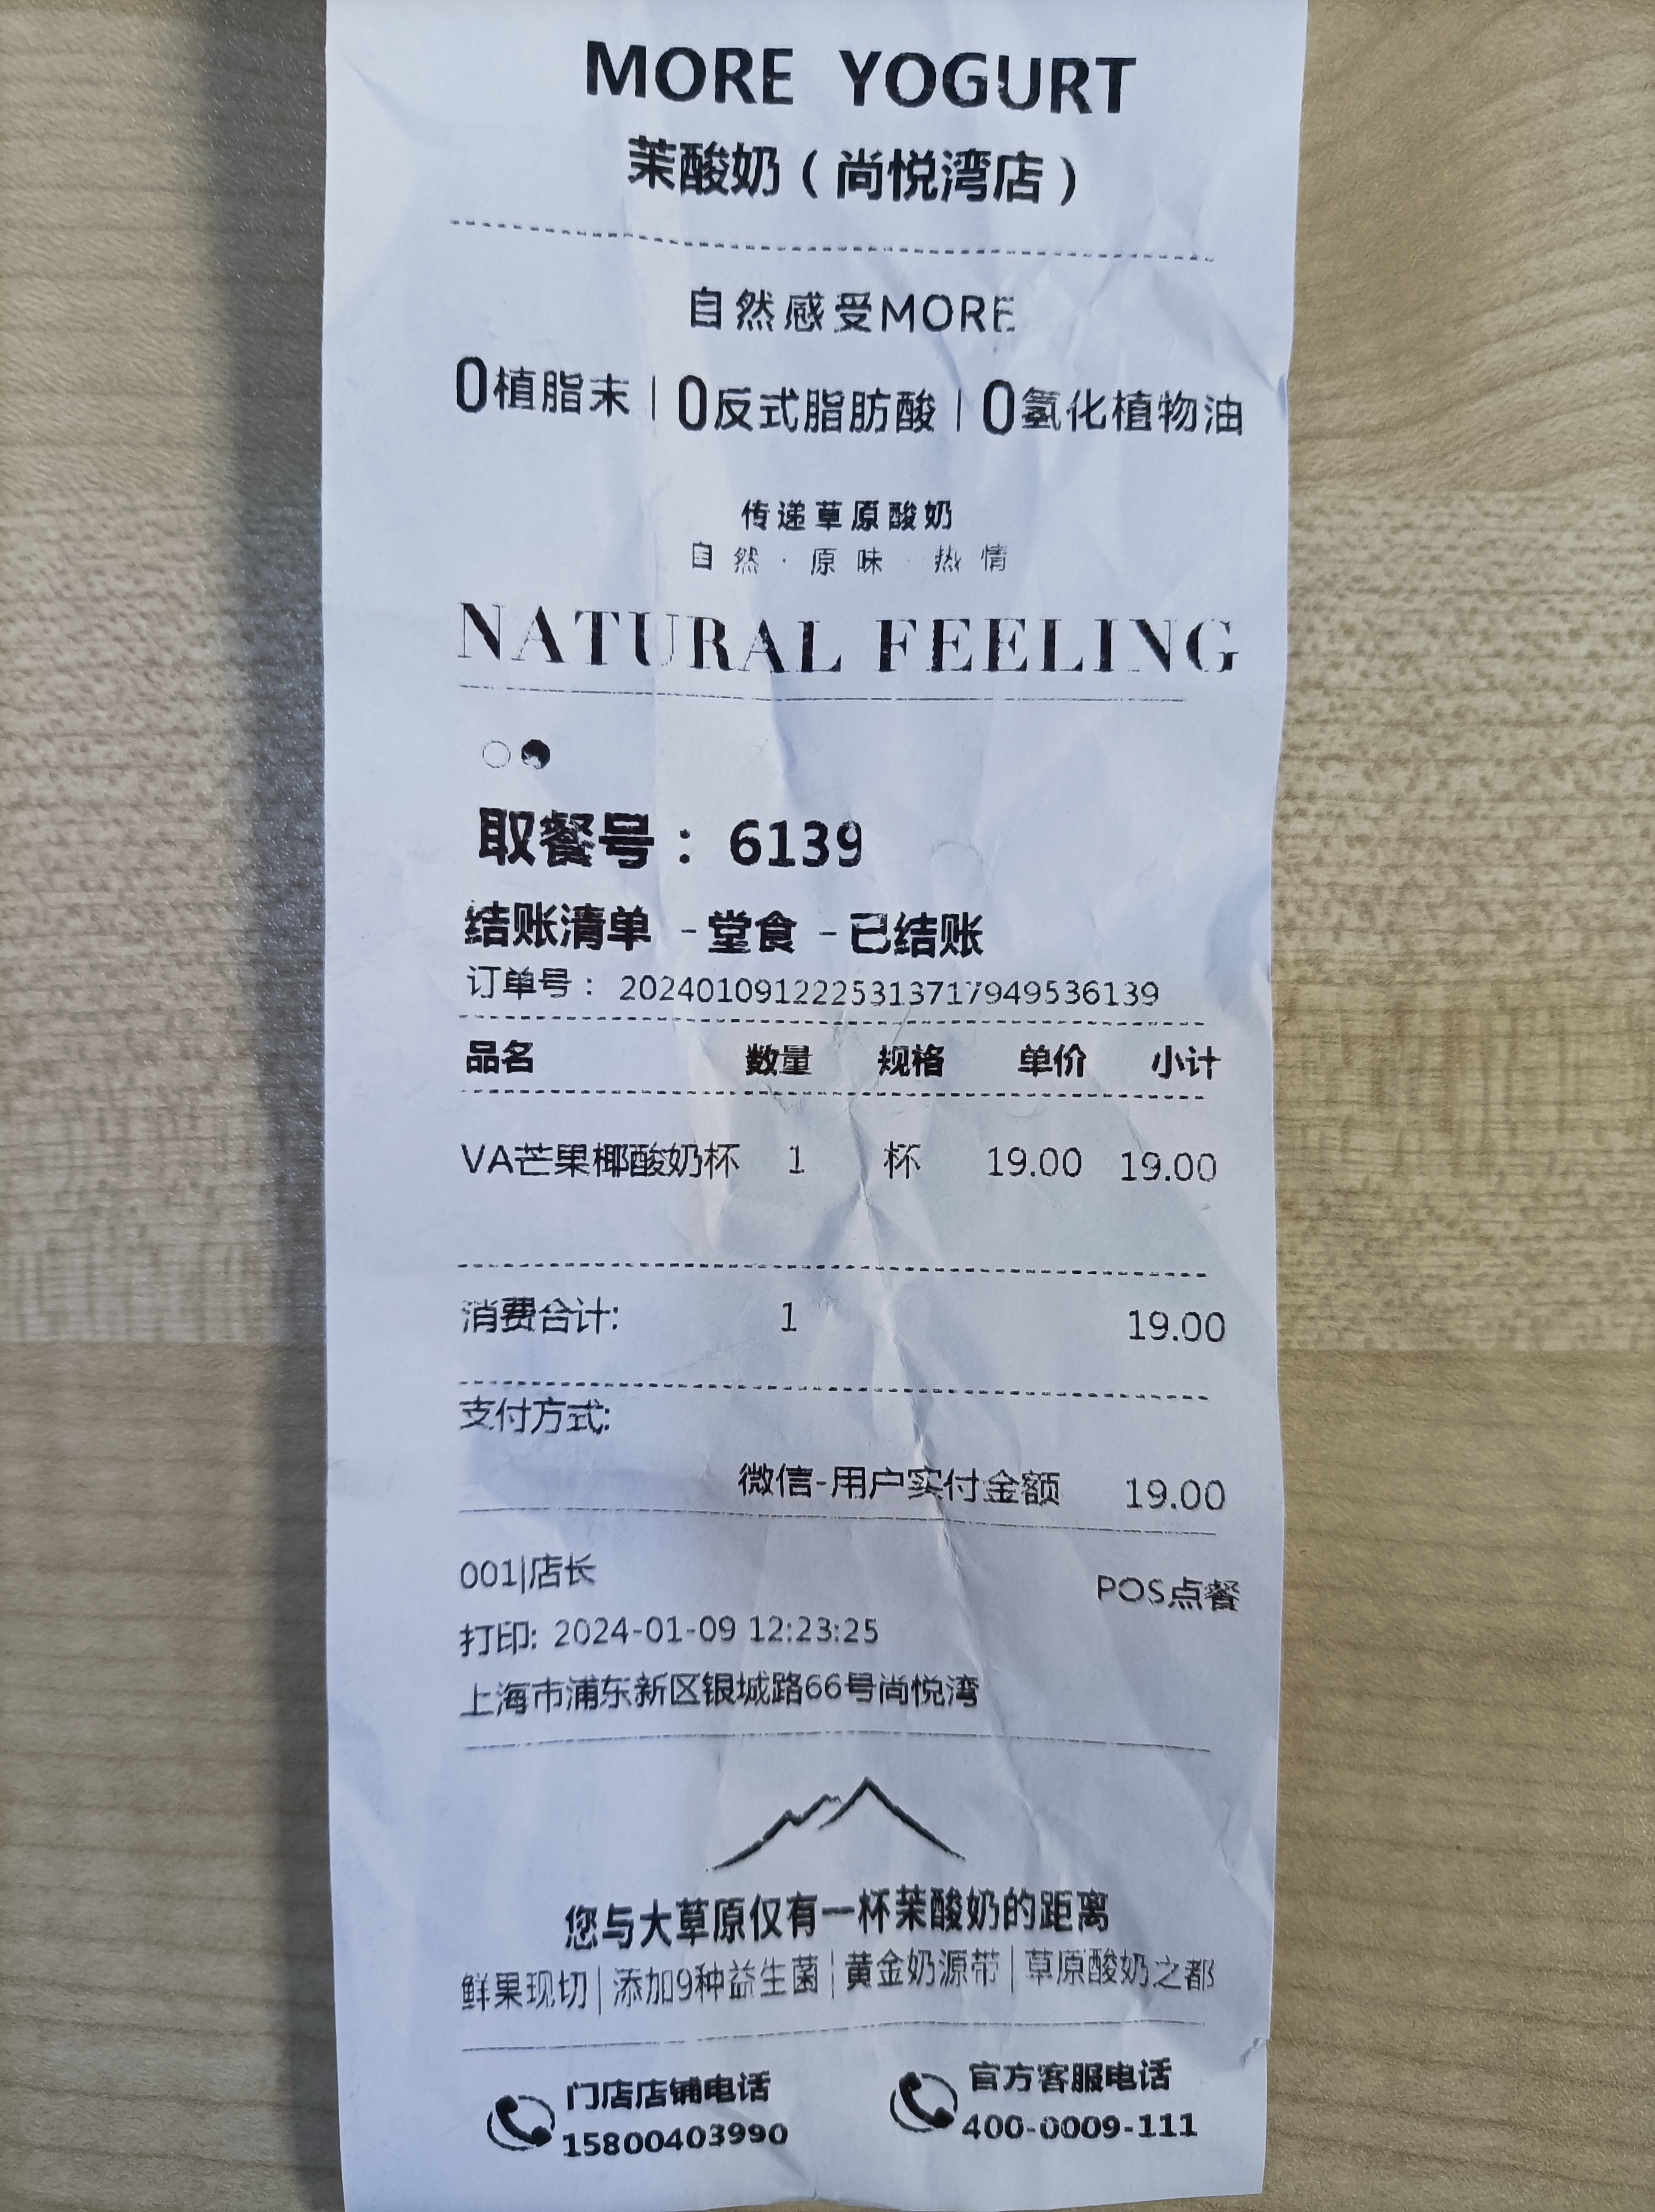 MORE YOGURT
茉酸奶（尚悦湾店）
自然感受MORE
0植脂末｜0反式脂肪酸｜0氢化植物油
传递草原酸奶
自然·原味·热情
NATURAL FEELING
取餐号：6139
结账清单 -堂食 -已结账
订单号：2024010912225313717949536139
品名 数量 规格 单价 小计
VA芒果椰酸奶杯 1 杯 19.00 19.00
消费合计: 1 19.00
支付方式:
微信-用户实付金额 19.00
001|店长 POS点餐
打印: 2024-01-09 12:23:25
上海市浦东新区银城路66号尚悦湾
您与大草原仅有一杯茉酸奶的距离
鲜果现切｜添加9种益生菌｜黄金奶源带｜草原酸奶之都
门店店铺电话
15800403990
官方客服电话
400-0009-111